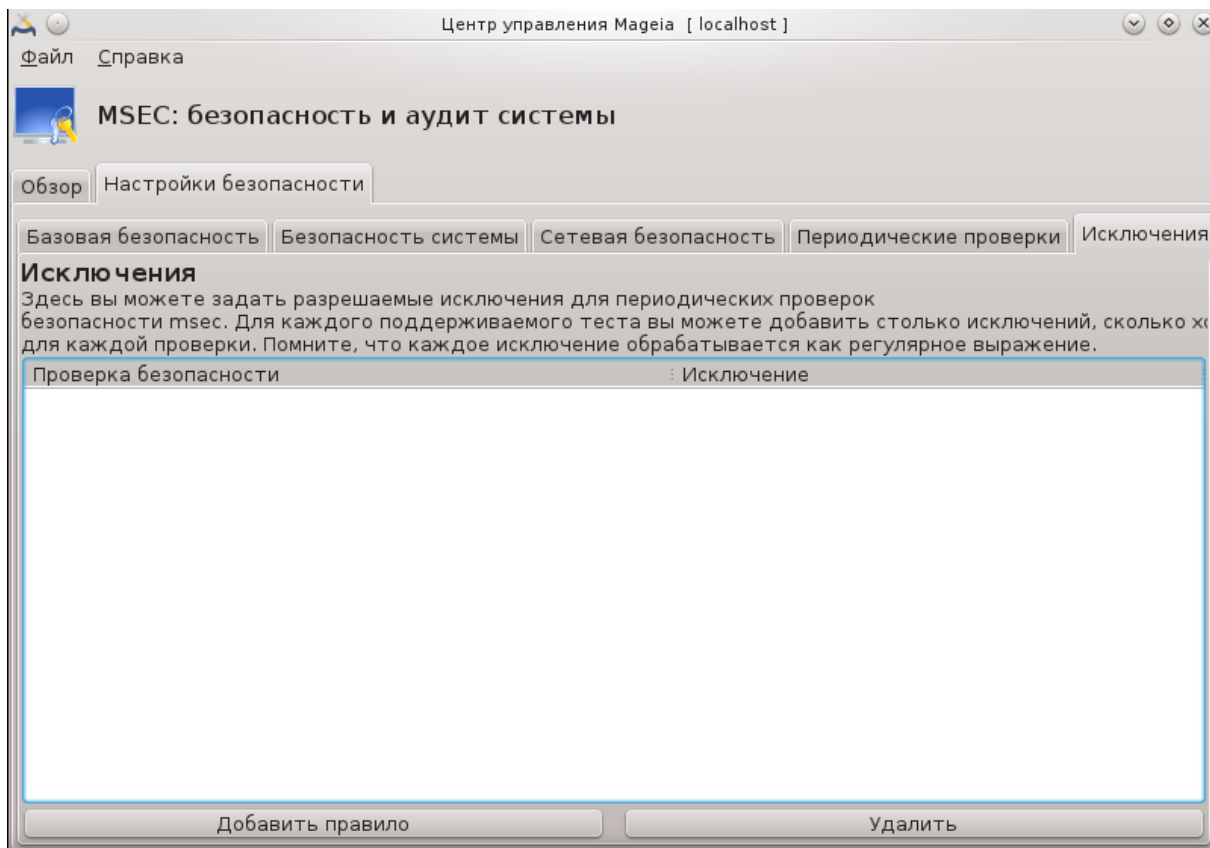 Центр управления Mageia [ localhost ]
Файл Справка
MSEC: безопасность и аудит системы
Обзор Настройки безопасности
Базовая безопасность Безопасность системы Сетевая безопасность Периодические проверки Исключения
Исключения
Здесь вы можете задать разрешаемые исключения для периодических проверок
безопасности msec. Для каждого поддерживаемого теста вы можете добавить столько исключений, сколько
для каждой проверки. Помните, что каждое исключение обрабатывается как регулярное выражение.
Проверка безопасности Исключение
Добавить правило Удалить